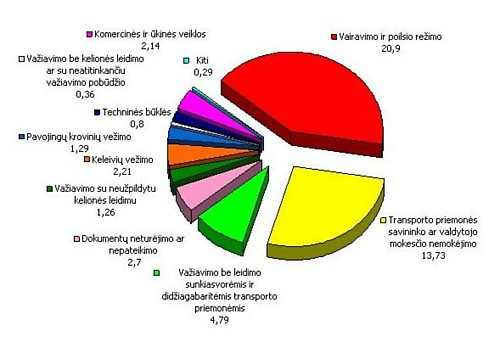 Komercinės ir ūkinės veiklos
2,14
Vairavimo ir poilsio režimo
20,9
Važiavimo be kelionės leidimo
ar su neatitinkančiu
važiavimo pobūdžio
0,36
Kiti
0,29
Techninės būklės
0,8
Pavojingų krovinių vežimo
1,29
Keleivių vežimo
2,21
Važiavimo su neužpildytu
kelionės leidimu
1,26
Transporto priemonės
savininko ar valdytojo
mokesčio nemokėjimo
13,73
Dokumentų neturėjimo ar
nepateikimo
2,7
Važiavimo be leidimo
sunkiasvorėmis ir
didžiagabaritėmis transporto
priemonėmis
4,79